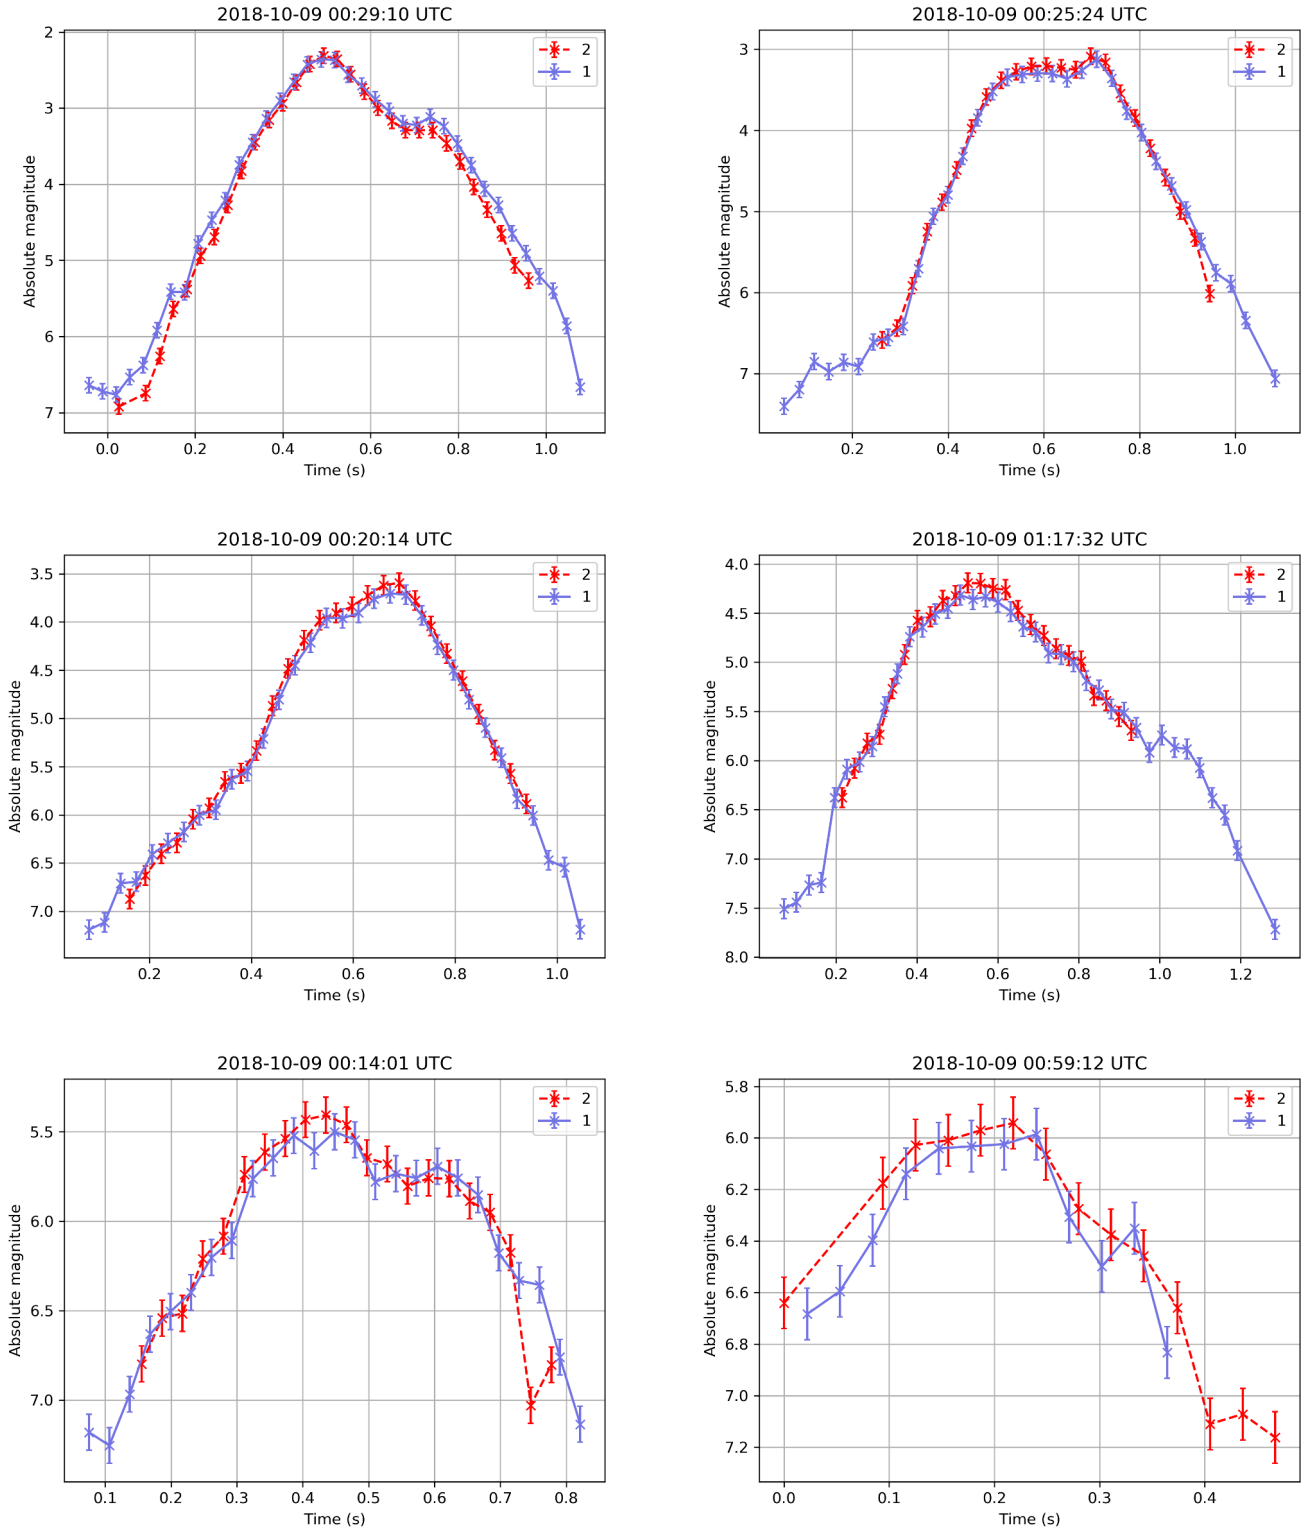 2018-10-09 00:29:10 UTC
2
3
4
5
6
7
Absolute magnitude
0.0 0.2 0.4 0.6 0.8 1.0
Time (s)
2
1
2018-10-09 00:25:24 UTC
3
4
5
6
7
Absolute magnitude
0.2 0.4 0.6 0.8 1.0
Time (s)
2
1
2018-10-09 00:20:14 UTC
3.5
4.0
4.5
5.0
5.5
6.0
6.5
7.0
Absolute magnitude
0.2 0.4 0.6 0.8 1.0
Time (s)
2
1
2018-10-09 01:17:32 UTC
4.0
4.5
5.0
5.5
6.0
6.5
7.0
7.5
8.0
Absolute magnitude
0.2 0.4 0.6 0.8 1.0 1.2
Time (s)
2
1
2018-10-09 00:14:01 UTC
5.5
6.0
6.5
7.0
Absolute magnitude
0.1 0.2 0.3 0.4 0.5 0.6 0.7 0.8
Time (s)
2
1
2018-10-09 00:59:12 UTC
5.8
6.0
6.2
6.4
6.6
6.8
7.0
7.2
Absolute magnitude
0.0 0.1 0.2 0.3 0.4
Time (s)
2
1